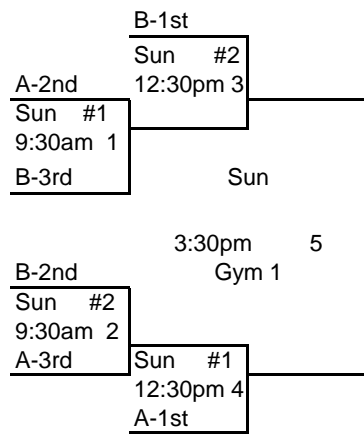 B-1st
Sun #2
A-2nd 12:30pm 3
Sun #1
9:30am 1
B-3rd Sun
3:30pm 5
B-2nd Gym 1
Sun #2
9:30am 2
A-3rd Sun #1
12:30pm 4
A-1st